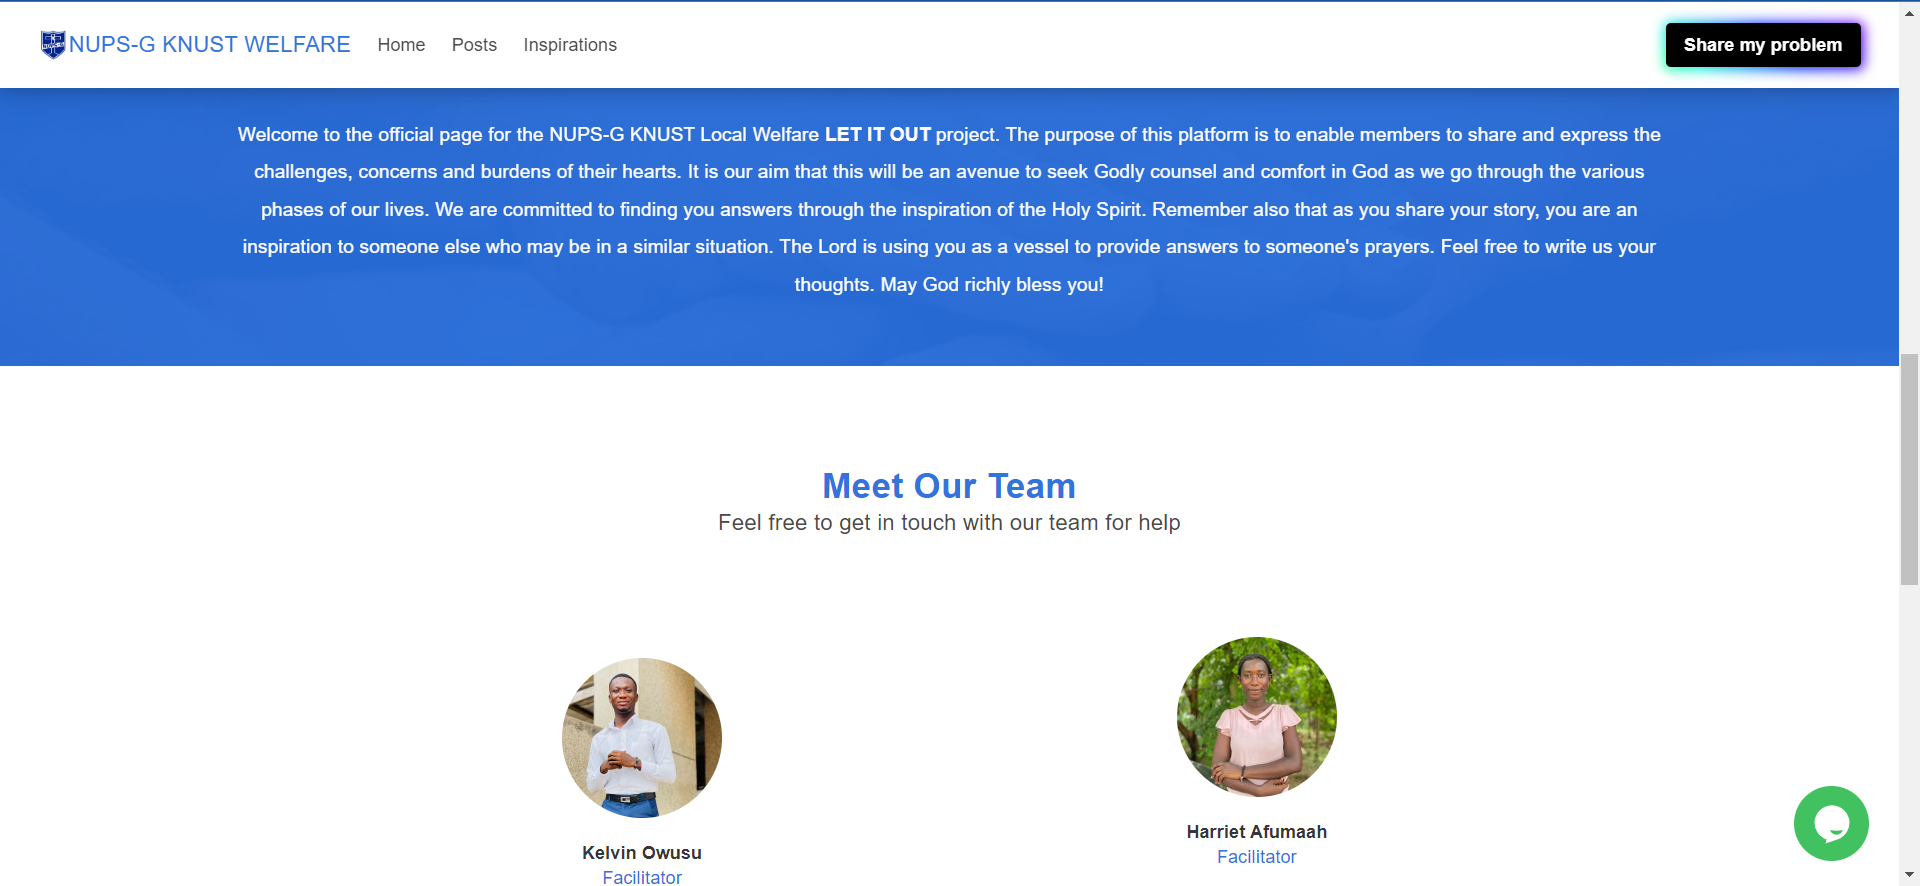 NUPS-G
NUPS-G KNUST WELFARE
Home
Posts
Inspirations
Share my problem
Welcome to the official page for the NUPS-G KNUST Local Welfare LET IT OUT project. The purpose of this platform is to enable members to share and express the
challenges, concerns and burdens of their hearts. It is our aim that this will be an avenue to seek Godly counsel and comfort in God as we go through the various
phases of our lives. We are committed to finding you answers through the inspiration of the Holy Spirit. Remember also that as you share your story, you are an
inspiration to someone else who may be in a similar situation. The Lord is using you as a vessel to provide answers to someone's prayers. Feel free to write us your
thoughts. May God richly bless you!
Meet Our Team
Feel free to get in touch with our team for help
Kelvin Owusu
Facilitator
Harriet Afumaah
Facilitator